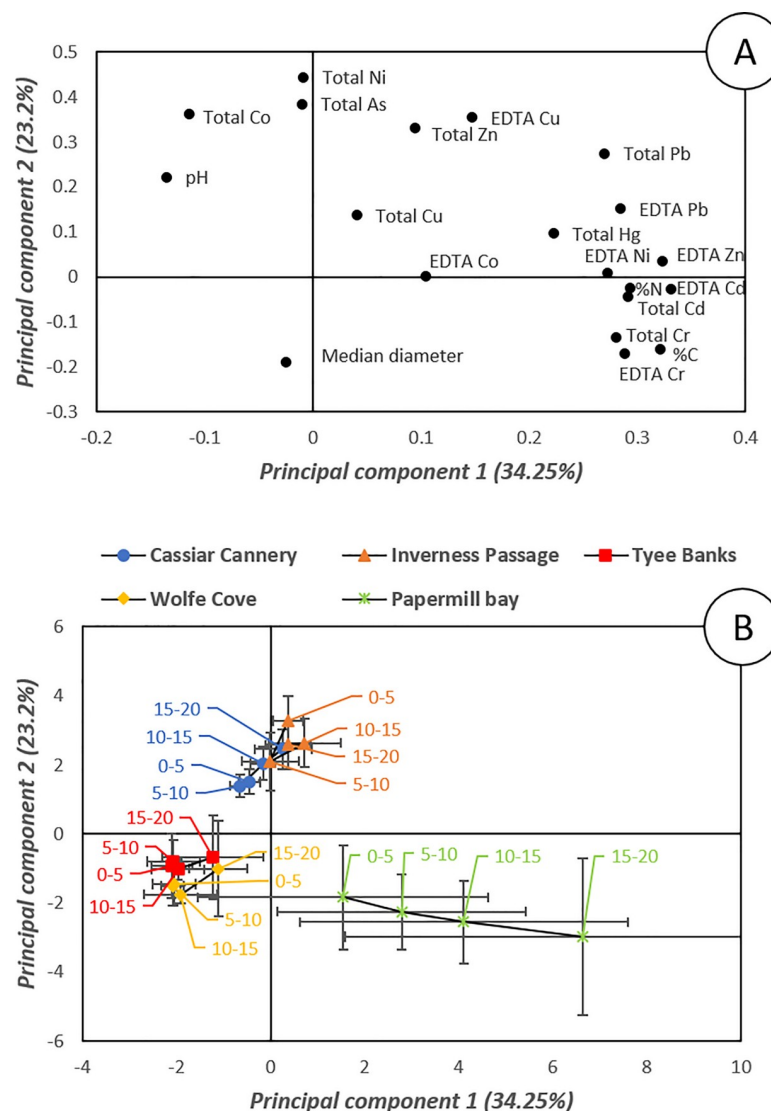 A
0.5
0.4
0.3
0.2
0.1
0
-0.1
-0.2
-0.3
Principal component 2 (23.2%)
Total Ni
Total As
Total Co
Total Zn
EDTA Cu
Total Pb
pH
Total Cu
EDTA Pb
Total Hg
EDTA Co
EDTA Ni
EDTA Zn
%N
EDTA Cd
Total Cd
Total Cr
%C
EDTA Cr
Median diameter
-0.2 -0.1 0 0.1 0.2 0.3 0.4
Principal component 1 (34.25%)
Cassiar Cannery Inverness Passage Tyee Banks
Wolfe Cove Papermill bay
B
6
4
2
0
-2
-4
-6
Principal component 2 (23.2%)
15-20
0-5
10-15
10-15
0-5
15-20
5-10
5-10
15-20
5-10
0-5
10-15
15-20
0-5
5-10
10-15
0-5
5-10
10-15
15-20
-4 -2 0 2 4 6 8 10
Principal component 1 (34.25%)